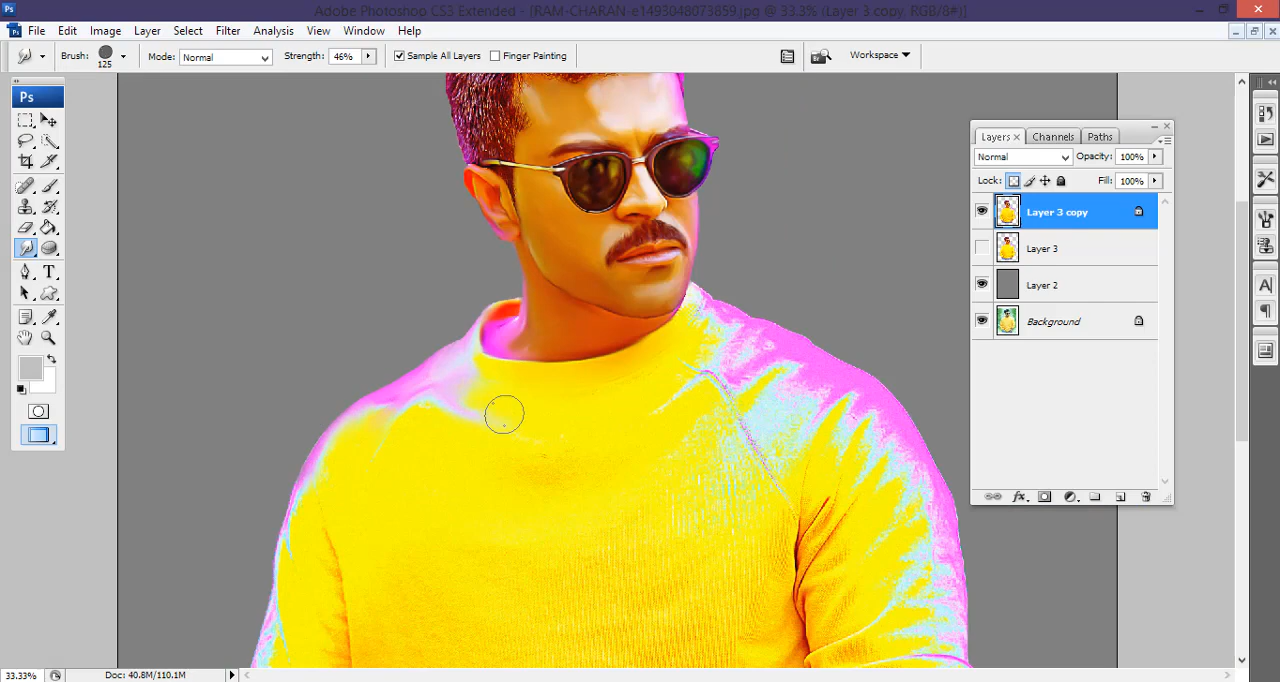 Ps Adobe Photoshop CS3 Extended - [RAM-CHARAN-e1493048073859.jpg @ 33.3% (Layer 3 copy, RGB/8#)]
Ps File Edit Image Layer Select Filter Analysis View Window Help
Brush: 125 Mode: Normal Strength: 46% Sample All Layers Finger Painting Workspace
Ps
T
Layers Channels Paths
Normal Opacity: 100%
Lock: Fill: 100%
Layer 3 copy
Layer 3
Layer 2
Background
fx
A
33.33% Doc: 40.8M/110.1M